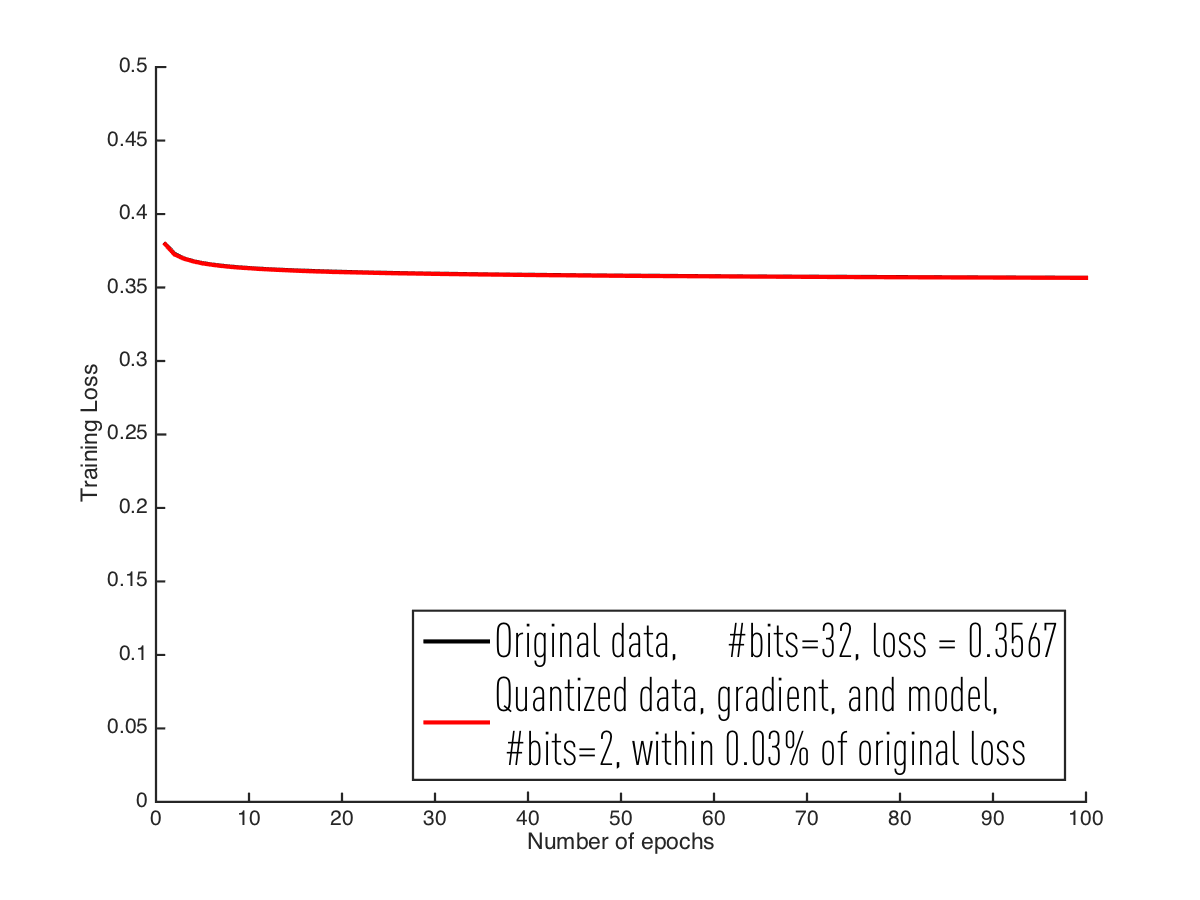 0.5
0.45
0.4
0.35
0.3
0.25
0.2
0.15
0.1
0.05
0
Training Loss
Original data, #bits=32, loss = 0.3567
Quantized data, gradient, and model,
#bits=2, within 0.03% of original loss
0 10 20 30 40 50 60 70 80 90 100
Number of epochs